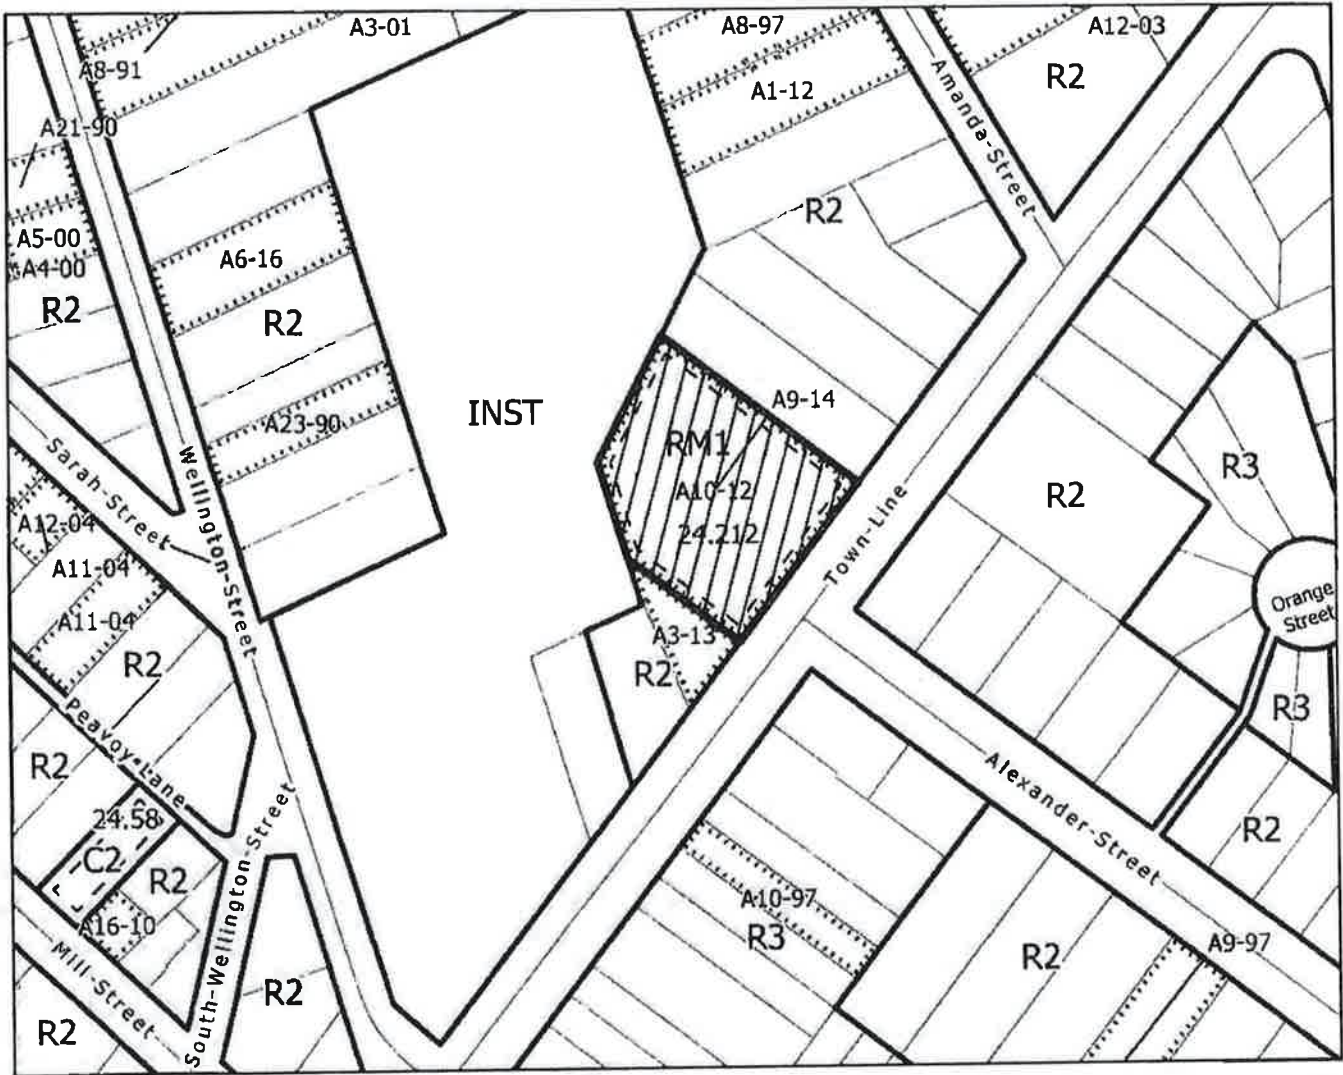 A3-01
A8-97
A12-03
A8-91
R2
A1-12
Amanda-Street
A21-90
R2
A5-00
A4-00
A6-16
R2
R2
A9-14
INST
A23-90
RM1
R3
A10-12
R2
Sarah-Street
Wellington-Street
24.212
Town-Line
A12-04
A11-04
Orange
Street
A11-04
A3-13
R2
R2
R3
Peavoy-Lane
R2
Alexander-Street
24.58
R2
C2
R2
A10-97
A16-10
R3
A9-97
R2
South-Wellington-Street
Mill-Street
R2
R2